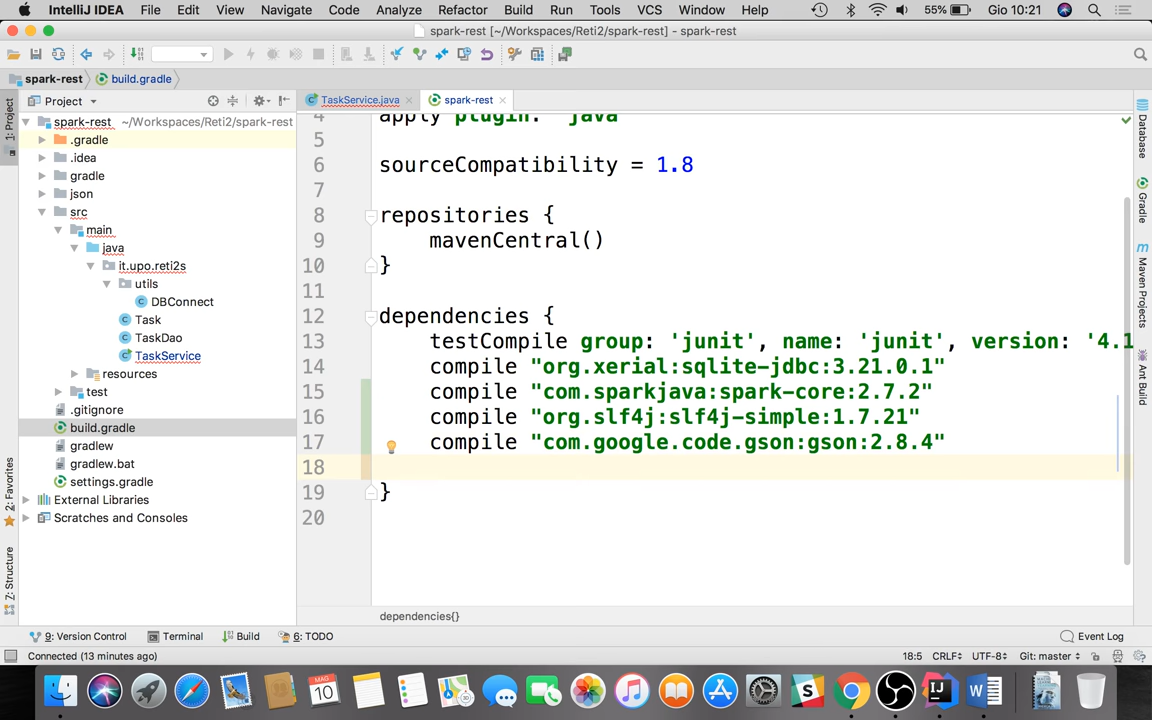 IntelliJ IDEA File Edit View Navigate Code Analyze Refactor Build Run Tools VCS Window Help 55% Gio 10:21
spark-rest [~/Workspaces/Reti2/spark-rest] - spark-rest
spark-rest build.gradle
Project
TaskService.java spark-rest
1: Project
2: Favorites
7: Structure
spark-rest ~/Workspaces/Reti2/spark-rest
.gradle
.idea
gradle
json
src
main
java
it.upo.reti2s
utils
DBConnect
Task
TaskDao
TaskService
resources
test
.gitignore
build.gradle
gradlew
gradlew.bat
settings.gradle
External Libraries
Scratches and Consoles
4 apply plugin: 'java'
5
6 sourceCompatibility = 1.8
7
8 repositories {
9 mavenCentral()
10 }
11
12 dependencies {
13 testCompile group: 'junit', name: 'junit', version: '4.1
14 compile "org.xerial:sqlite-jdbc:3.21.0.1"
15 compile "com.sparkjava:spark-core:2.7.2"
16 compile "org.slf4j:slf4j-simple:1.7.21"
17 compile "com.google.code.gson:gson:2.8.4"
18
19 }
20
dependencies{}
Database
Gradle
Maven Projects
Ant Build
9: Version Control Terminal Build 6: TODO Event Log
Connected (13 minutes ago) 18:5 CRLF UTF-8 Git: master
MAG
10